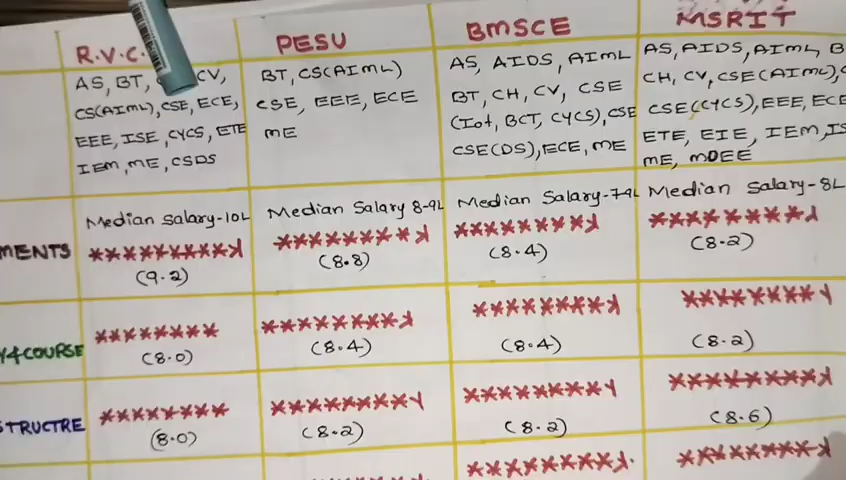 R.V.C.
PESU
BMSCE
MSRIT
AS, BT, CV,
CS(AIML), CSE, ECE,
EEE, ISE, CYCS, ETE
IEM, ME, CSDS
BT, CS(AIML)
CSE, EEE, ECE
ME
AS, AIDS, AIML
BT, CH, CV, CSE
(Iot, BCT, CYCS), CSE
CSE(DS), ECE, ME
AS, AIDS, AIML, B
CH, CV, CSE(AIML),
CSE(CYCS), EEE, ECE
ETE, EIE, IEM, IS
ME, MDEE
MENTS
Median Salary-10L
(9.2)
Median Salary 8-9L
(8.8)
Median Salary-
(8.4)
Median Salary-8L
(8.2)
Y&COURSE
(8.0)
(8.4)
(8.4)
(8.2)
STRUCTRE
(8.0)
(8.2)
(8.2)
(8.6)